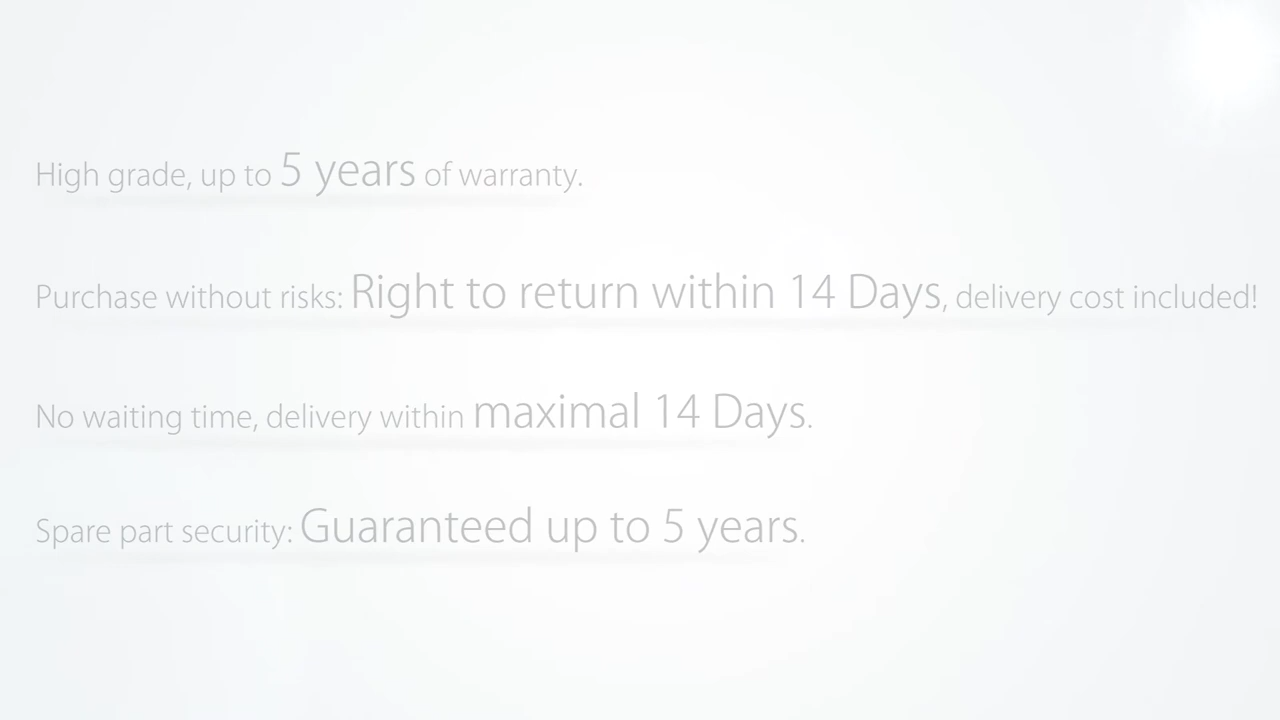 High grade, up to 5 years of warranty.
Purchase without risks: Right to return within 14 Days, delivery cost included!
No waiting time, delivery within maximal 14 Days.
Spare part security: Guaranteed up to 5 years.